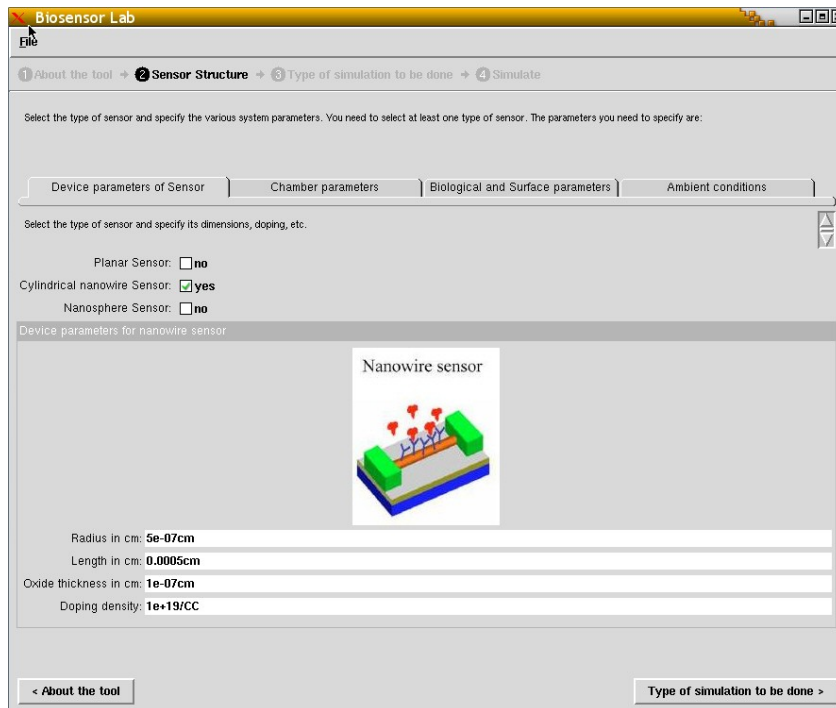 Biosensor Lab
File
1 About the tool → 2 Sensor Structure → 3 Type of simulation to be done → 4 Simulate
Select the type of sensor and specify the various system parameters. You need to select at least one type of sensor. The parameters you need to specify are:
Device parameters of Sensor Chamber parameters Biological and Surface parameters Ambient conditions
Select the type of sensor and specify its dimensions, doping, etc.
Planar Sensor: no
Cylindrical nanowire Sensor: yes
Nanosphere Sensor: no
Device parameters for nanowire sensor
Nanowire sensor
Radius in cm: 5e-07cm
Length in cm: 0.0005cm
Oxide thickness in cm: 1e-07cm
Doping density: 1e+19/CC
< About the tool Type of simulation to be done >